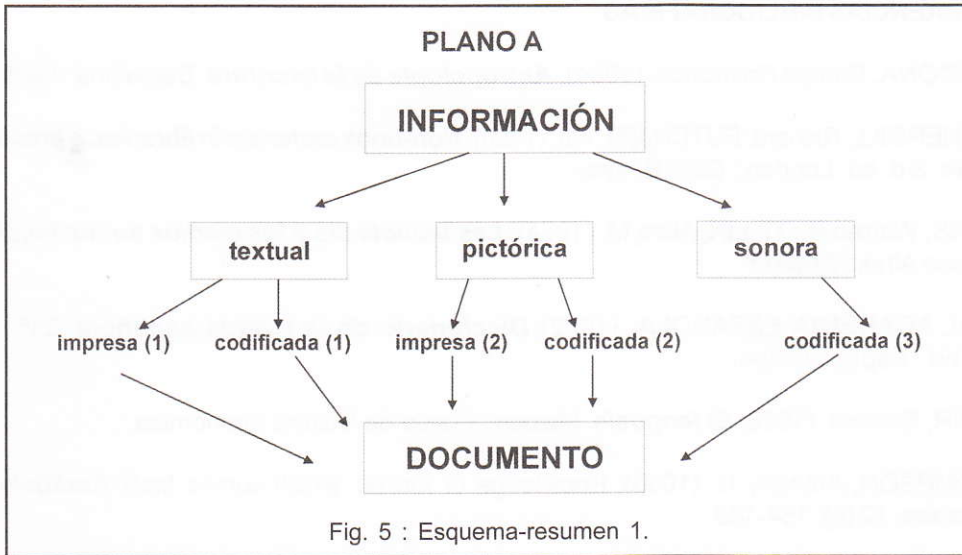 PLANO A
INFORMACIÓN
textual pictórica sonora
impresa (1) codificada (1) impresa (2) codificada (2) codificada (3)
DOCUMENTO
Fig. 5 : Esquema-resumen 1.